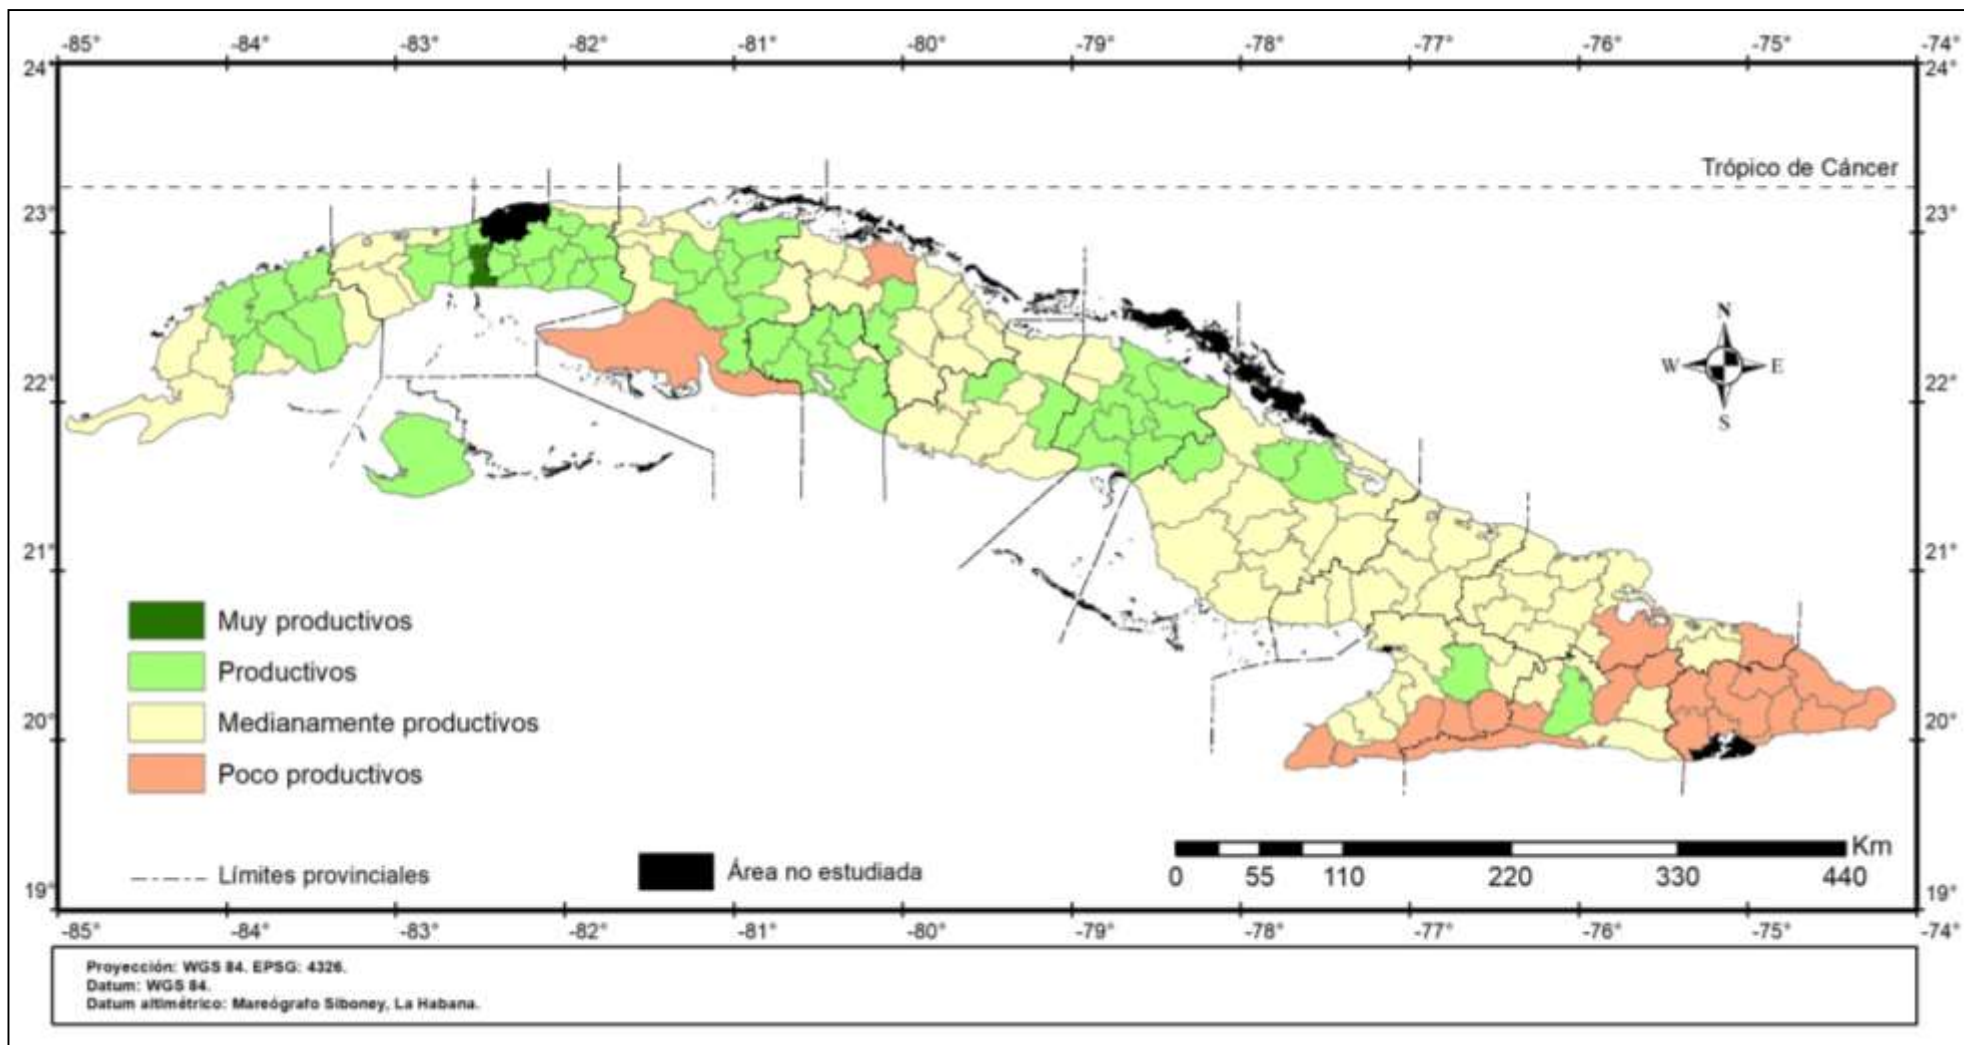 -85° -84° -83° -82° -81° -80° -79° -78° -77° -76° -75° -74°
24° 24°
Trópico de Cáncer
23° 23°
N
W E
S
22° 22°
21° 21°
Muy productivos
Productivos
Medianamente productivos
20° 20°
Poco productivos
Límites provinciales
Área no estudiada
Km
0 55 110 220 330 440
19° 19°
-85° -84° -83° -82° -81° -80° -79° -78° -77° -76° -75° -74°
Proyección: WGS 84. EPSG: 4326.
Datum: WGS 84.
Datum altimétrico: Mareógrafo Siboney, La Habana.